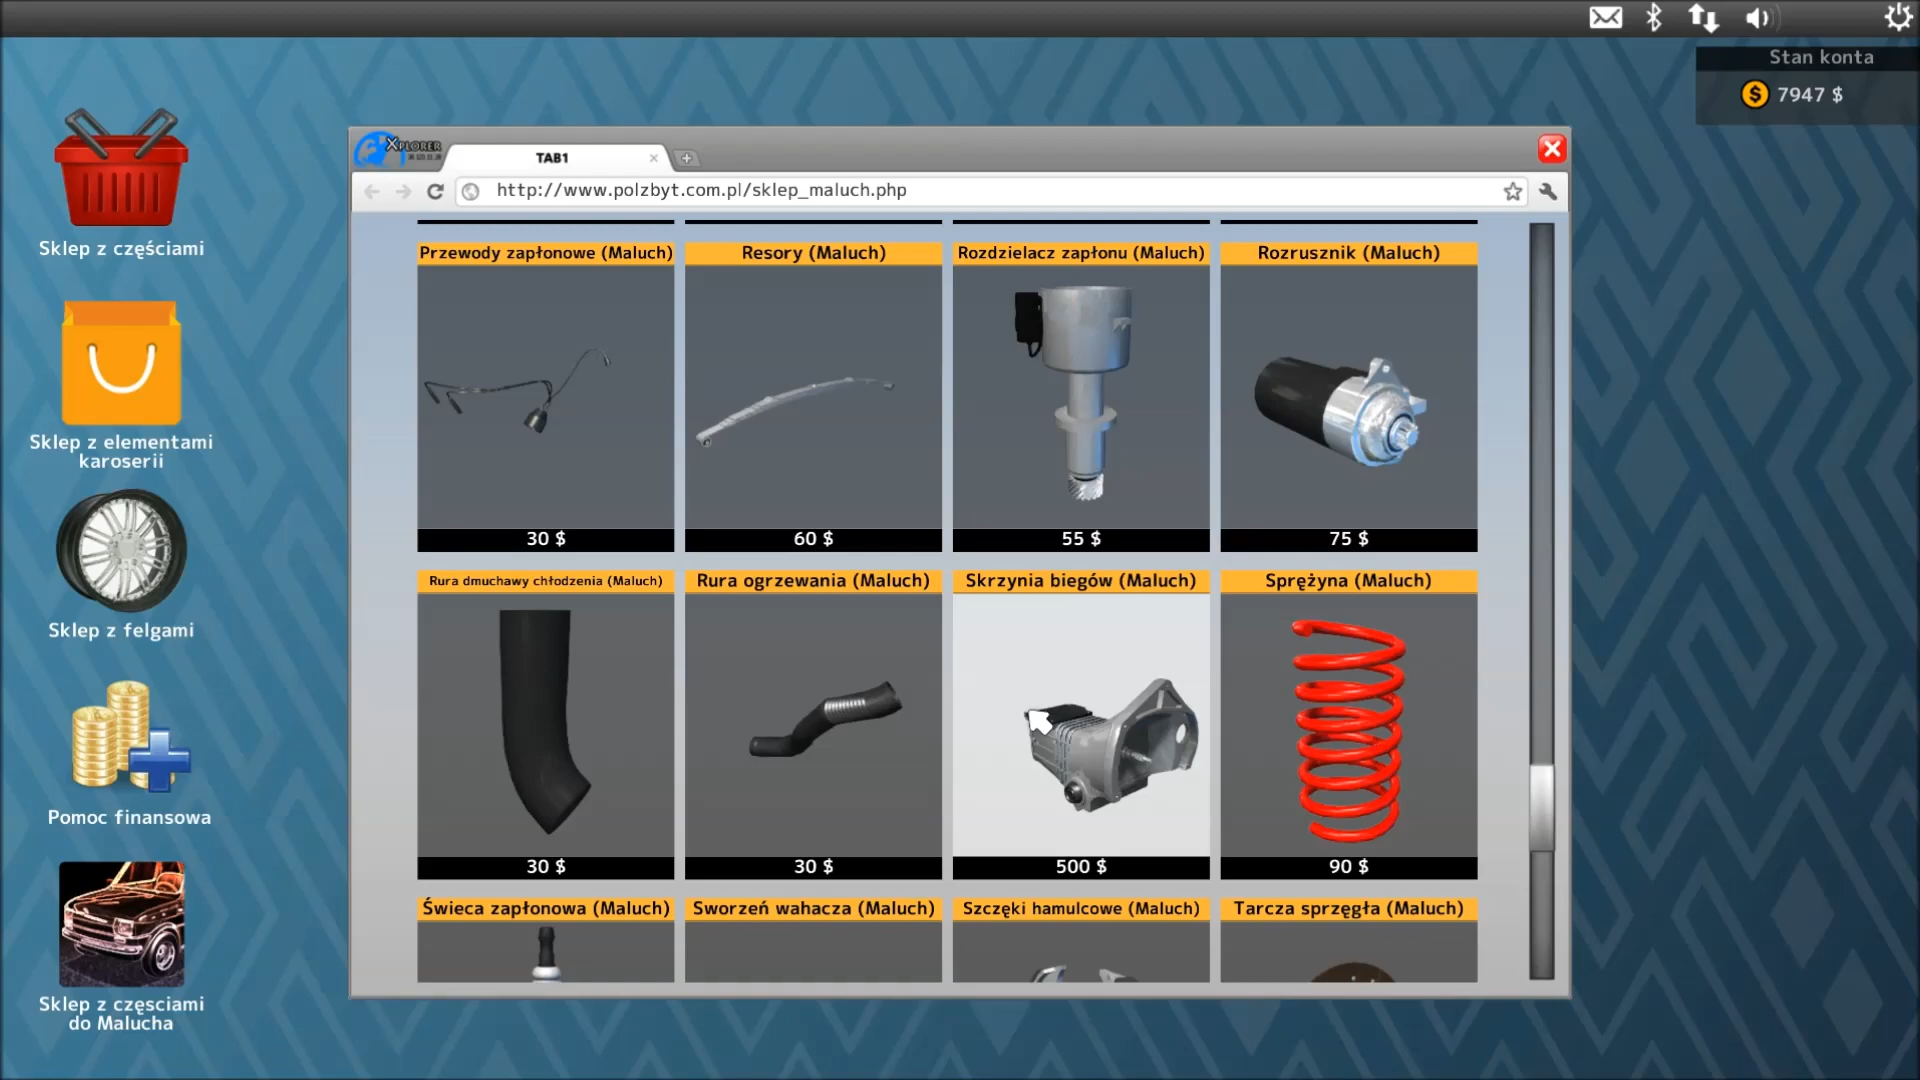 Stan konta
7947 $
XPLORER
TAB1
http://www.polzbyt.com.pl/sklep_maluch.php
Sklep z częściami
Sklep z elementami
karoserii
Sklep z felgami
Pomoc finansowa
Sklep z częsciami
do Malucha
Przewody zapłonowe (Maluch)
Resory (Maluch)
Rozdzielacz zapłonu (Maluch)
Rozrusznik (Maluch)
30 $
60 $
55 $
75 $
Rura dmuchawy chłodzenia (Maluch)
Rura ogrzewania (Maluch)
Skrzynia biegów (Maluch)
Sprężyna (Maluch)
30 $
30 $
500 $
90 $
Świeca zapłonowa (Maluch)
Sworzeń wahacza (Maluch)
Szczęki hamulcowe (Maluch)
Tarcza sprzęgła (Maluch)